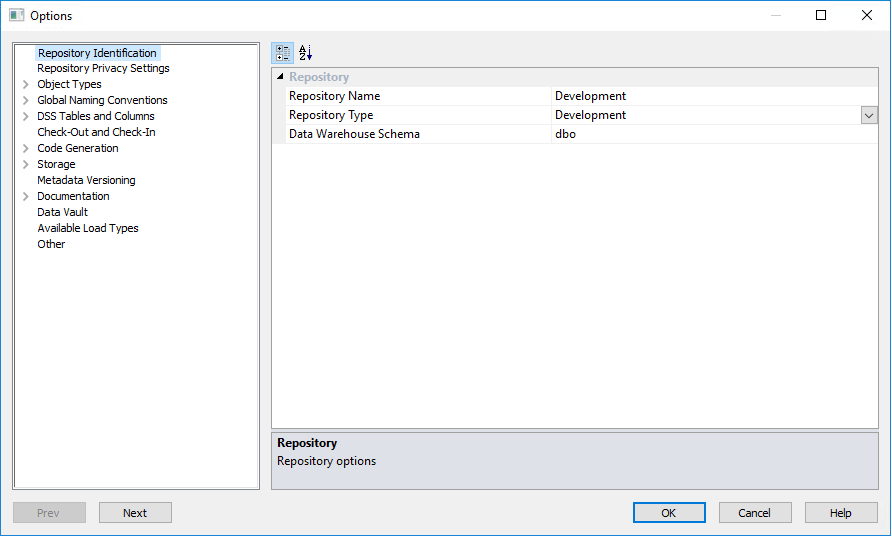 Options
Repository Identification
Repository Privacy Settings
Object Types
Global Naming Conventions
DSS Tables and Columns
Check-Out and Check-In
Code Generation
Storage
Metadata Versioning
Documentation
Data Vault
Available Load Types
Other
A
Z
Repository
Repository Name Development
Repository Type Development
Data Warehouse Schema dbo
Repository
Repository options
Prev Next OK Cancel Help